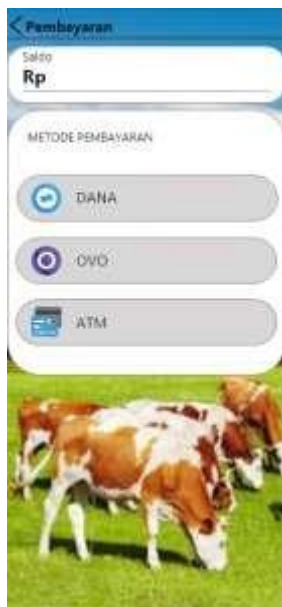 Pembayaran
Saldo
Rp
METODE PEMBAYARAN
DANA
OVO
ATM